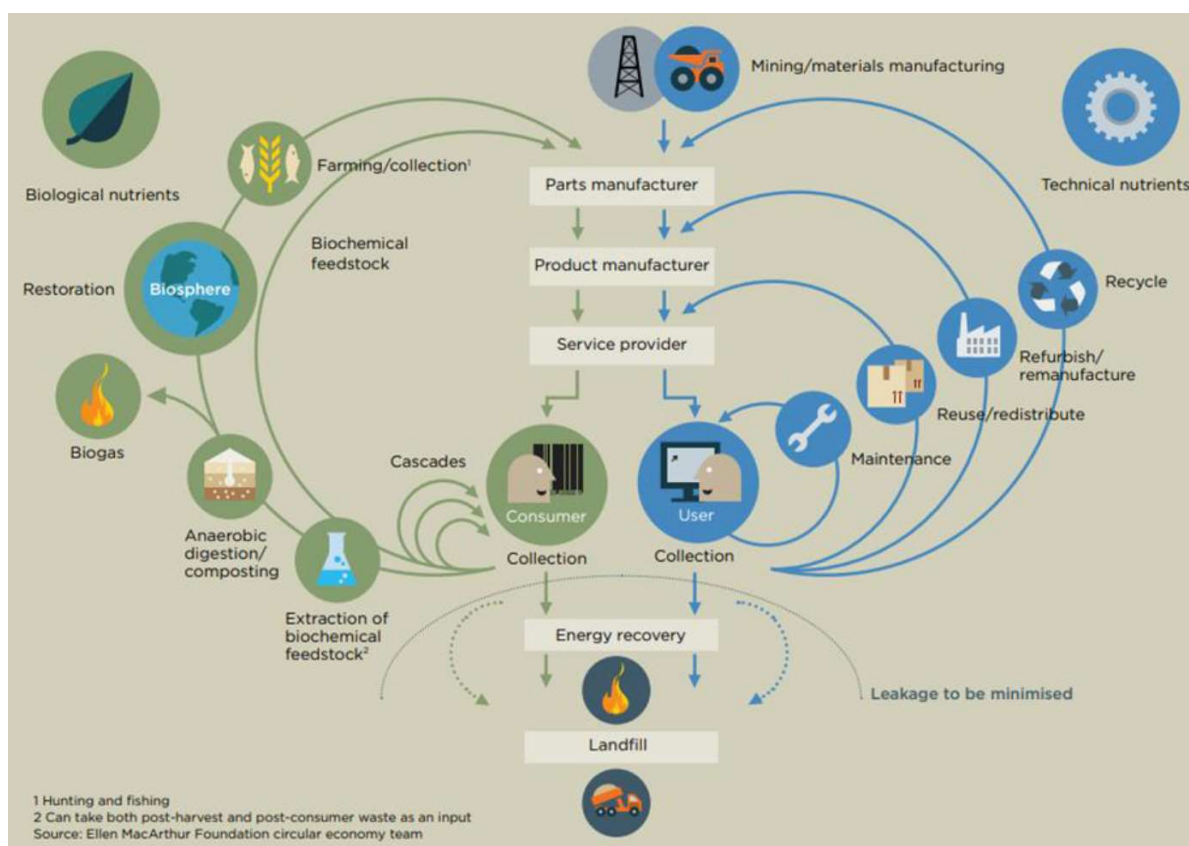 Mining/materials manufacturing
Biological nutrients
Technical nutrients
Farming/collection¹
Parts manufacturer
Biochemical
feedstock
Product manufacturer
Restoration
Biosphere
Recycle
Service provider
Refurbish/
remanufacture
Reuse/redistribute
Biogas
Cascades
Maintenance
Consumer
User
Anaerobic
digestion/
composting
Collection
Collection
Extraction of
biochemical
feedstock²
Energy recovery
Leakage to be minimised
Landfill
1 Hunting and fishing
2 Can take both post-harvest and post-consumer waste as an input
Source: Ellen MacArthur Foundation circular economy team